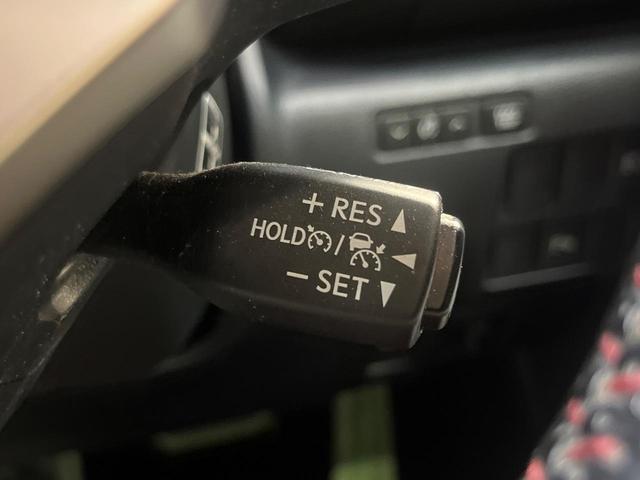 + RES ▲
HOLD / ◀
− SET ▼